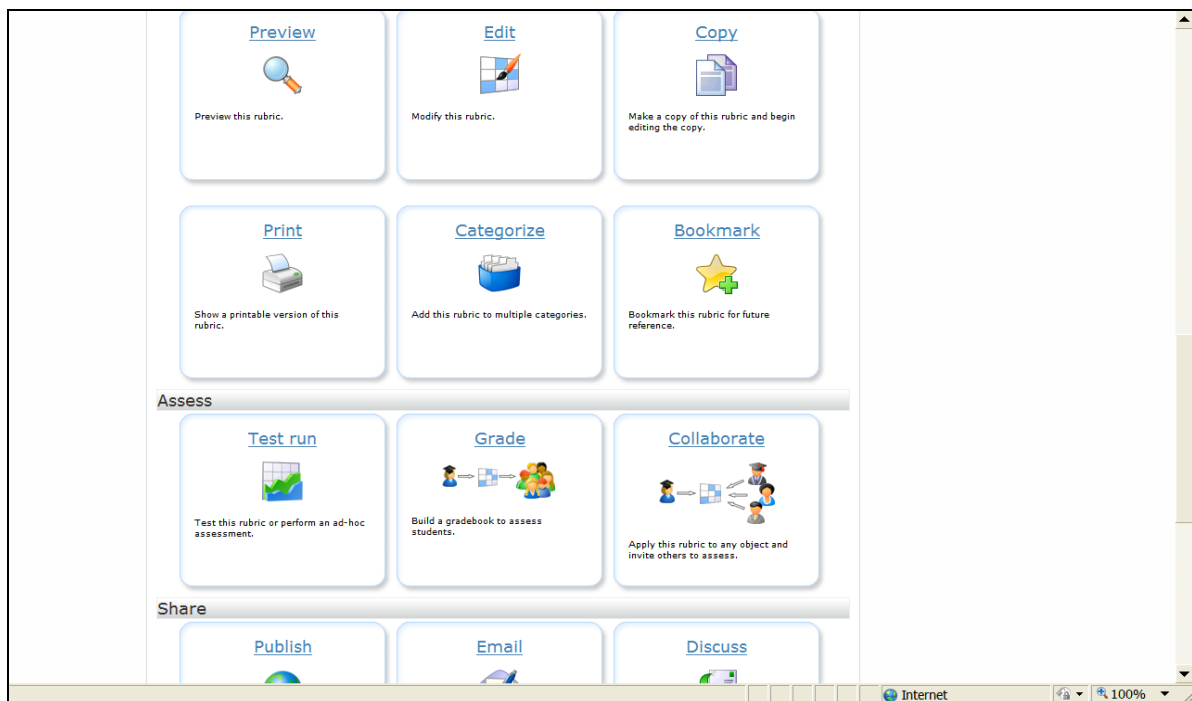 Preview
Edit
Copy
Preview this rubric.
Modify this rubric.
Make a copy of this rubric and begin
editing the copy.
Print
Categorize
Bookmark
Show a printable version of this
rubric.
Add this rubric to multiple categories.
Bookmark this rubric for future
reference.
Assess
Test run
Grade
Collaborate
Test this rubric or perform an ad-hoc
assessment.
Build a gradebook to assess
students.
Apply this rubric to any object and
invite others to assess.
Share
Publish
Email
Discuss
Internet
100%